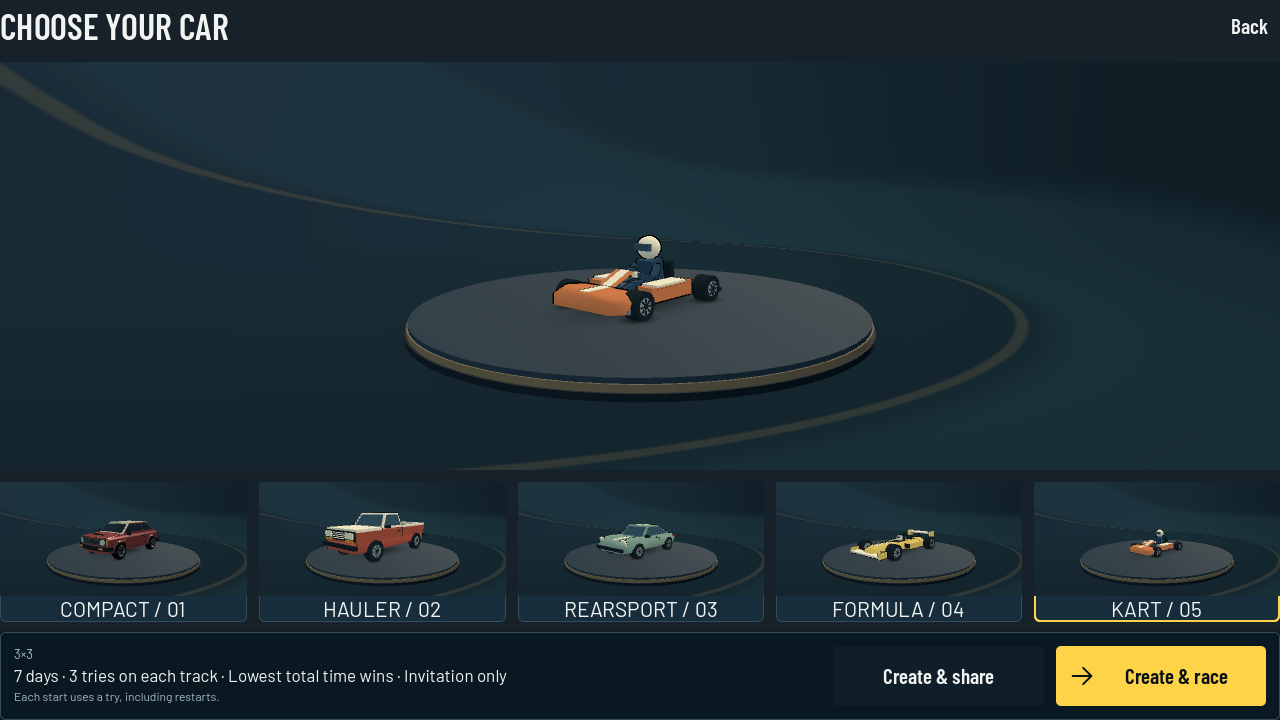 CHOOSE YOUR CAR
Back
COMPACT / 01
HAULER / 02
REARSPORT / 03
FORMULA / 04
KART / 05
3×3
7 days · 3 tries on each track · Lowest total time wins · Invitation only
Each start uses a try, including restarts.
Create & share
Create & race